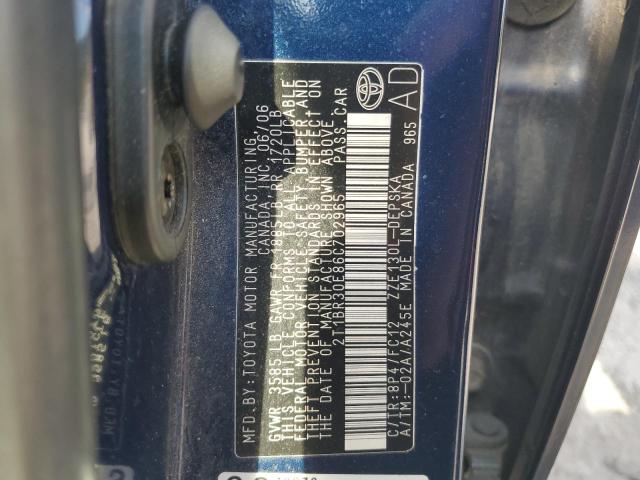 MFD.BY:TOYOTA MOTOR MANUFACTURING
CANADA,INC. 06/06
GVWR 3585LB GAWR FR 1885LB RR 1720LB
THIS VEHICLE CONFORMS TO ALL APPLICABLE
FEDERAL MOTOR VEHICLE SAFETY, BUMPER, AND
THEFT PREVENTION STANDARDS IN EFFECT ON
THE DATE OF MANUFACTURE SHOWN ABOVE.
2T1BR30E86C702965 PASS.CAR
C/TR:8P4/FC42 ZZE130L-DEPSKA
A/TM:-02A/A245E MADE IN CANADA 965
AD